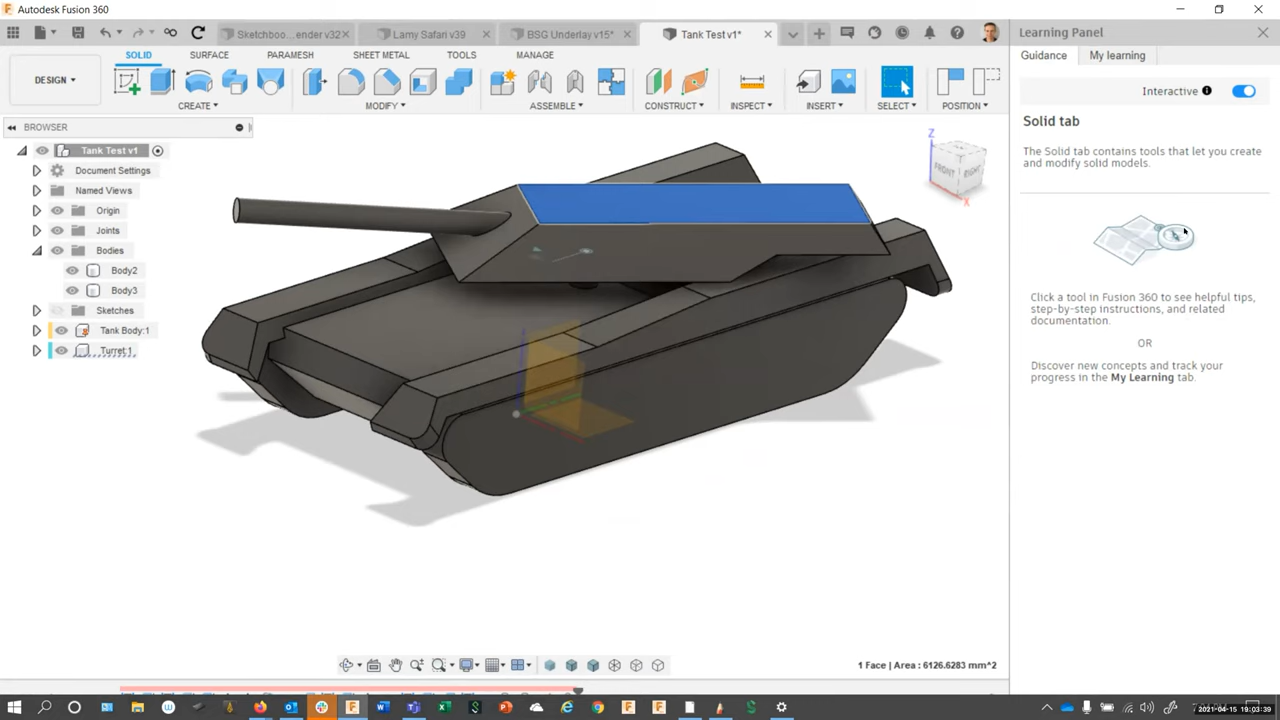 Autodesk Fusion 360
Sketchboo...ender v32
Lamy Safari v39
BSG Underlay v15*
Tank Test v1*
Learning Panel
Guidance
My learning
SOLID
SURFACE
PARAMESH
SHEET METAL
TOOLS
MANAGE
DESIGN
CREATE
MODIFY
ASSEMBLE
CONSTRUCT
INSPECT
INSERT
SELECT
POSITION
Interactive
BROWSER
Solid tab
Tank Test v1
The Solid tab contains tools that let you create
and modify solid models.
Document Settings
Named Views
Origin
Joints
Bodies
Body2
Body3
Sketches
Tank Body:1
Turret:1
Z
FRONT
RIGHT
X
Click a tool in Fusion 360 to see helpful tips,
step-by-step instructions, and related
documentation.
OR
Discover new concepts and track your
progress in the My Learning tab.
1 Face | Area : 6126.6283 mm^2
2021-04-15 19:03:39